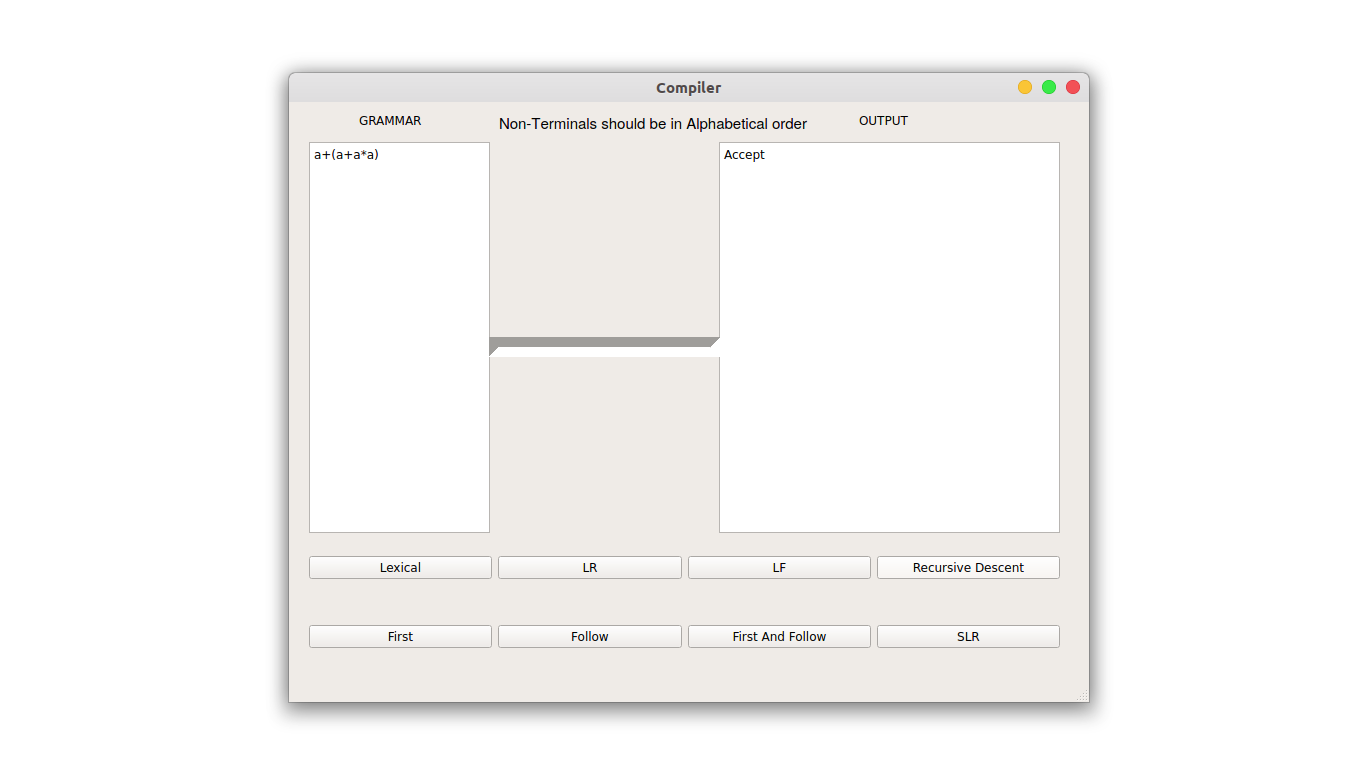 Compiler
GRAMMAR
Non-Terminals should be in Alphabetical order
OUTPUT
a+(a+a*a)
Accept
Lexical
LR
LF
Recursive Descent
First
Follow
First And Follow
SLR